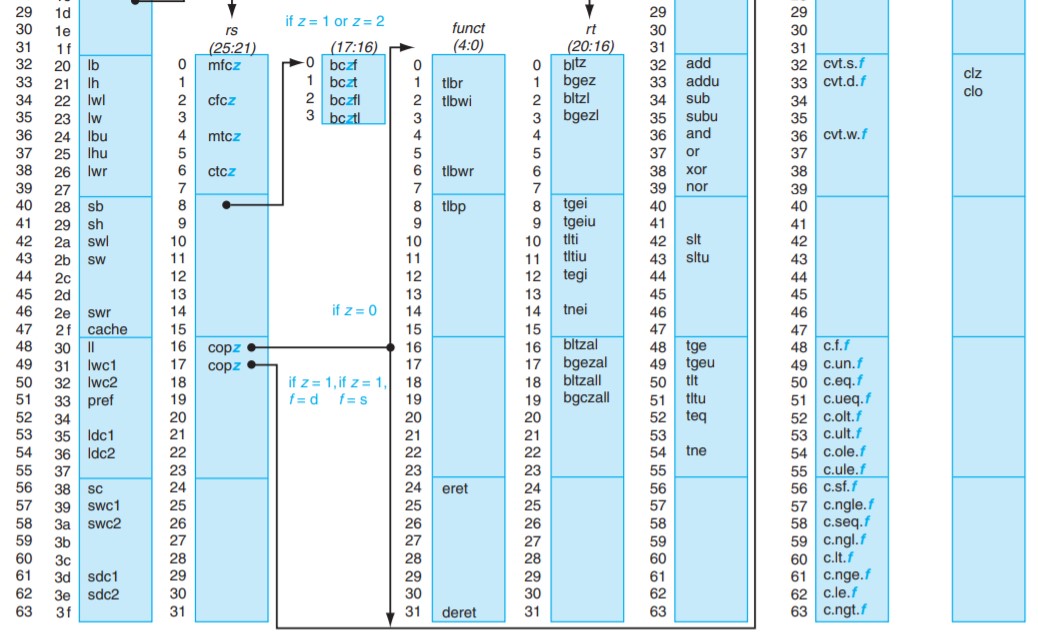 29 1d 29 29
30 1e rs if z = 1 or z = 2 funct rt 30 30
31 1f (25:21) (17:16) (4:0) (20:16) 31 31
32 20 lb 0 mfcz 0 bczf 0 0 bltz 32 add 32 cvt.s.f
33 21 lh 1 1 bczt 1 tlbr 1 bgez 33 addu 33 cvt.d.f clz
34 22 lwl 2 cfcz 2 bczfl 2 tlbwi 2 bltzl 34 sub 34 clo
35 23 lw 3 3 bcztl 3 3 bgezl 35 subu 35
36 24 lbu 4 mtcz 4 4 36 and 36 cvt.w.f
37 25 lhu 5 5 5 37 or 37
38 26 lwr 6 ctcz 6 tlbwr 6 38 xor 38
39 27 7 7 7 39 nor 39
40 28 sb 8 8 tlbp 8 tgei 40 40
41 29 sh 9 9 9 tgeiu 41 41
42 2a swl 10 10 10 tlti 42 slt 42
43 2b sw 11 11 11 tltiu 43 sltu 43
44 2c 12 12 12 tegi 44 44
45 2d 13 13 13 45 45
46 2e swr 14 if z = 0 14 14 tnei 46 46
47 2f cache 15 15 15 47 47
48 30 ll 16 copz 16 16 bltzal 48 tge 48 c.f.f
49 31 lwc1 17 copz 17 17 bgezal 49 tgeu 49 c.un.f
50 32 lwc2 18 if z = 1, if z = 1, 18 18 bltzall 50 tlt 50 c.eq.f
51 33 pref 19 f = d f = s 19 19 bgczall 51 tltu 51 c.ueq.f
52 34 20 20 20 52 teq 52 c.olt.f
53 35 ldc1 21 21 21 53 53 c.ult.f
54 36 ldc2 22 22 22 54 tne 54 c.ole.f
55 37 23 23 23 55 55 c.ule.f
56 38 sc 24 24 eret 24 56 56 c.sf.f
57 39 swc1 25 25 25 57 57 c.ngle.f
58 3a swc2 26 26 26 58 58 c.seq.f
59 3b 27 27 27 59 59 c.ngl.f
60 3c 28 28 28 60 60 c.lt.f
61 3d sdc1 29 29 29 61 61 c.nge.f
62 3e sdc2 30 30 30 62 62 c.le.f
63 3f 31 31 deret 31 63 63 c.ngt.f